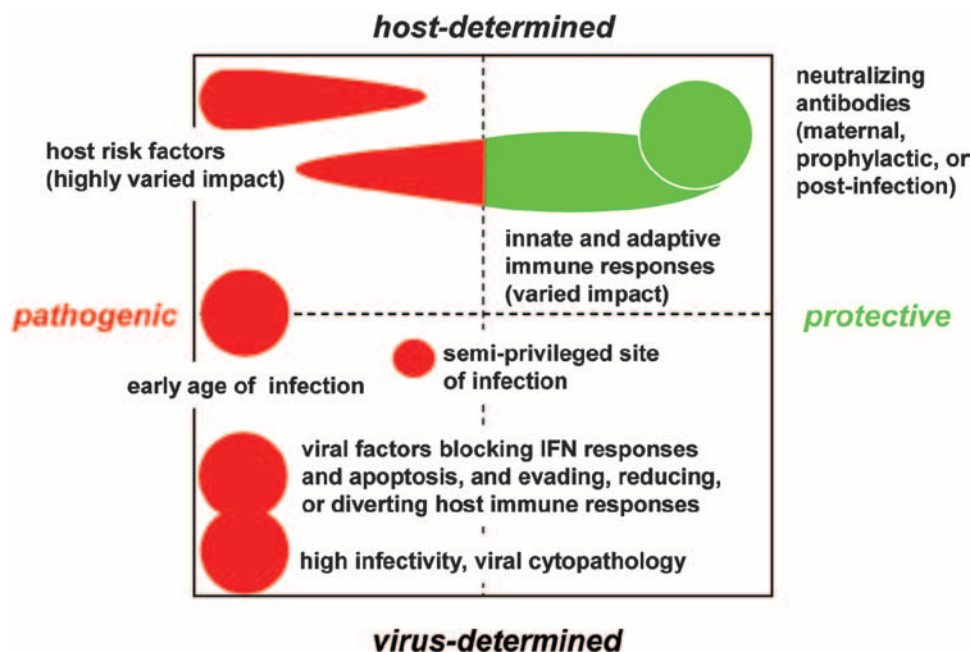 host-determined
neutralizing
antibodies
(maternal,
prophylactic, or
post-infection)
host risk factors
(highly varied impact)
innate and adaptive
immune responses
(varied impact)
pathogenic
protective
semi-privileged site
of infection
early age of infection
viral factors blocking IFN responses
and apoptosis, and evading, reducing,
or diverting host immune responses
high infectivity, viral cytopathology
virus-determined